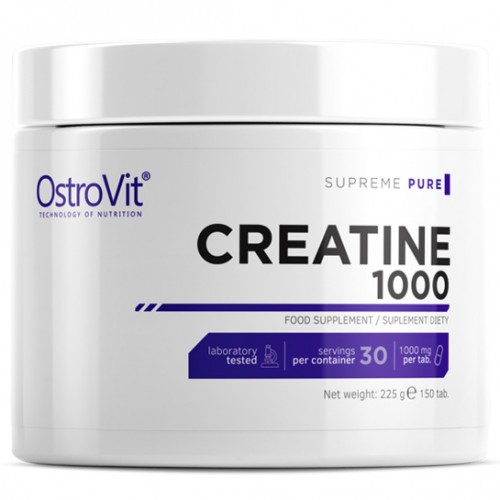 OstroVit®
TECHNOLOGY OF NUTRITION
SUPREME PURE
CREATINE
1000
FOOD SUPPLEMENT / SUPLEMENT DIETY
laboratory tested
servings per container 30
1000 mg per tab.
Net weight: 225 g ℮ 150 tab.